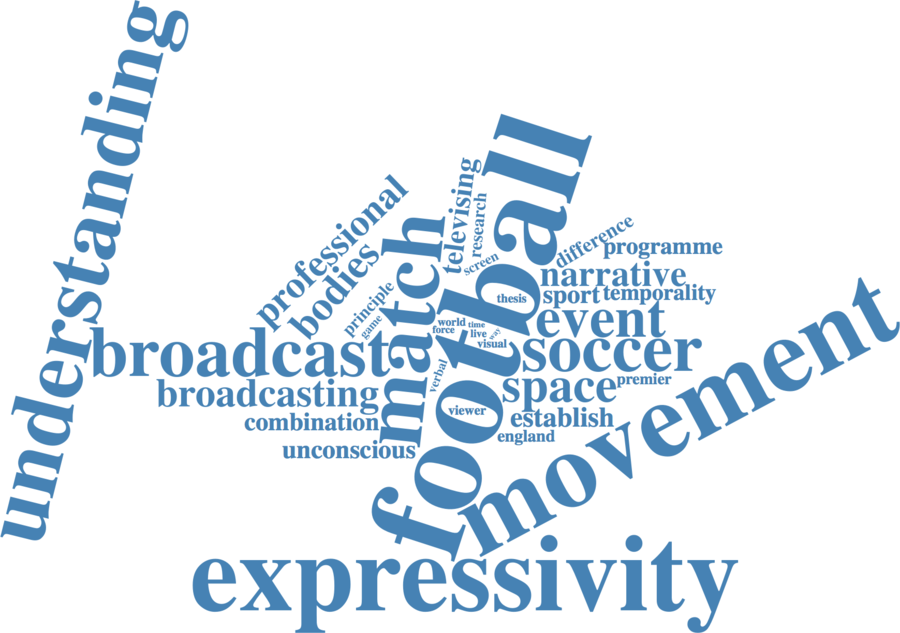 understanding
football
televising
professional
match
research
difference
programme
bodies
screen
narrative
principle
thesis
sport
temporality
game
world
time
event
force
live
way
visual
broadcast
soccer
movement
verbal
premier
broadcasting
space
viewer
combination
establish
england
unconscious
expressivity